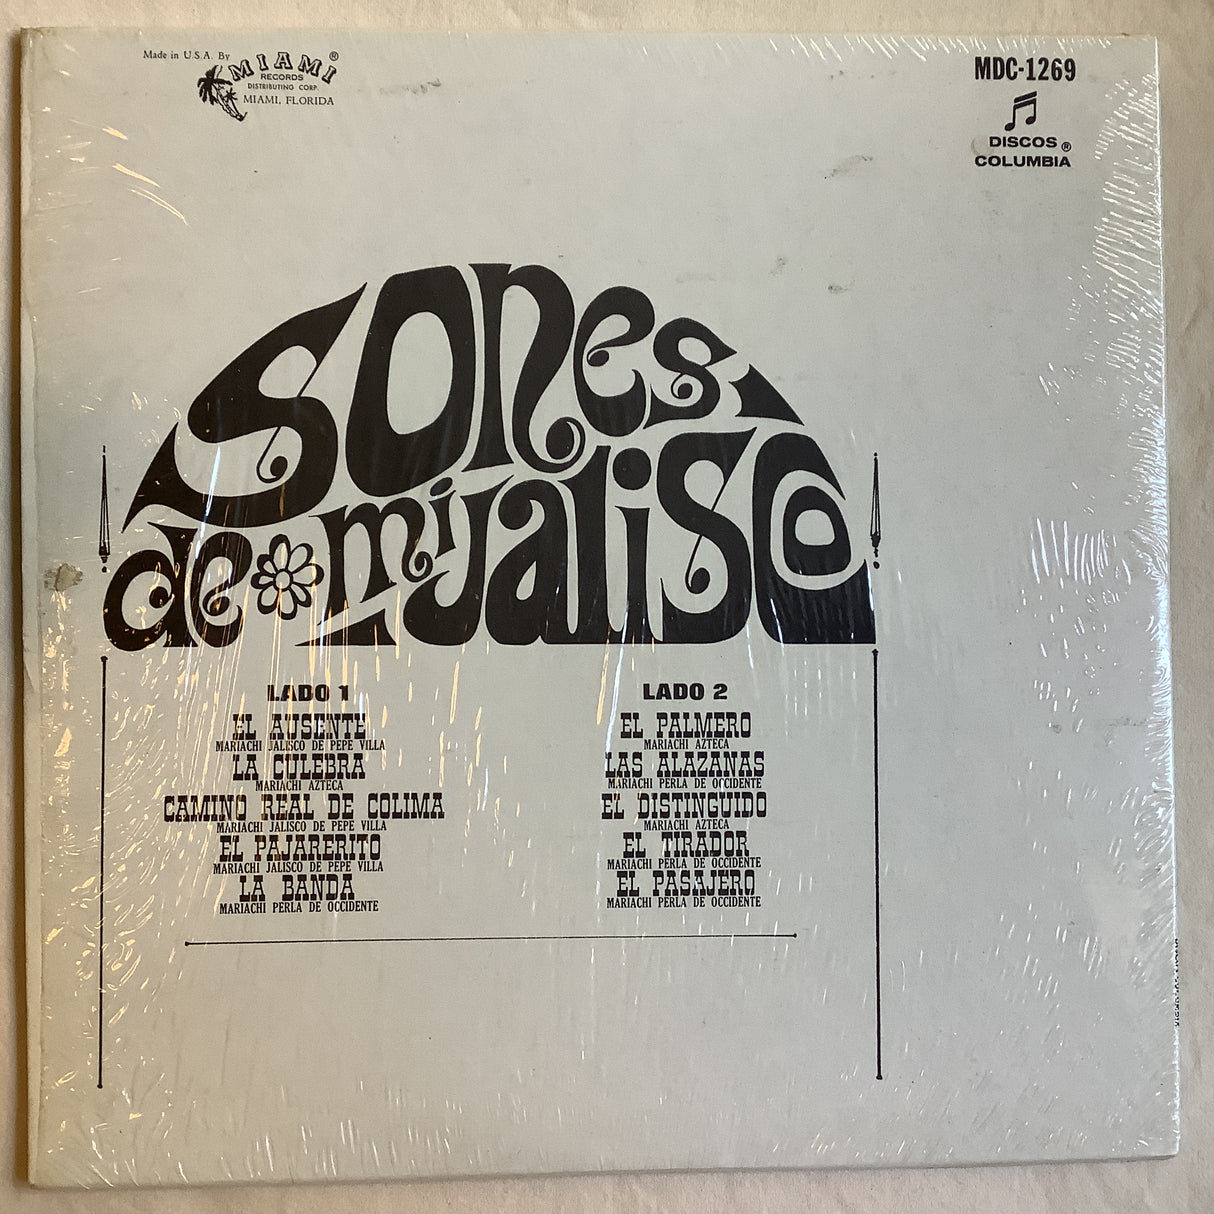 Made in U.S.A. By
MIAMI ®
RECORDS
DISTRIBUTING CORP.
MIAMI, FLORIDA
MDC-1269
DISCOS ®
COLUMBIA
SONES
de mi JALISCO
LADO 1
EL AUSENTE
MARIACHI JALISCO DE PEPE VILLA
LA CULEBRA
MARIACHI AZTECA
CAMINO REAL DE COLIMA
MARIACHI JALISCO DE PEPE VILLA
EL PAJARERITO
MARIACHI JALISCO DE PEPE VILLA
LA BANDA
MARIACHI PERLA DE OCCIDENTE
LADO 2
EL PALMERO
MARIACHI AZTECA
LAS ALAZANAS
MARIACHI PERLA DE OCCIDENTE
EL DISTINGUIDO
MARIACHI AZTECA
EL TIRADOR
MARIACHI PERLA DE OCCIDENTE
EL PASAJERO
MARIACHI PERLA DE OCCIDENTE